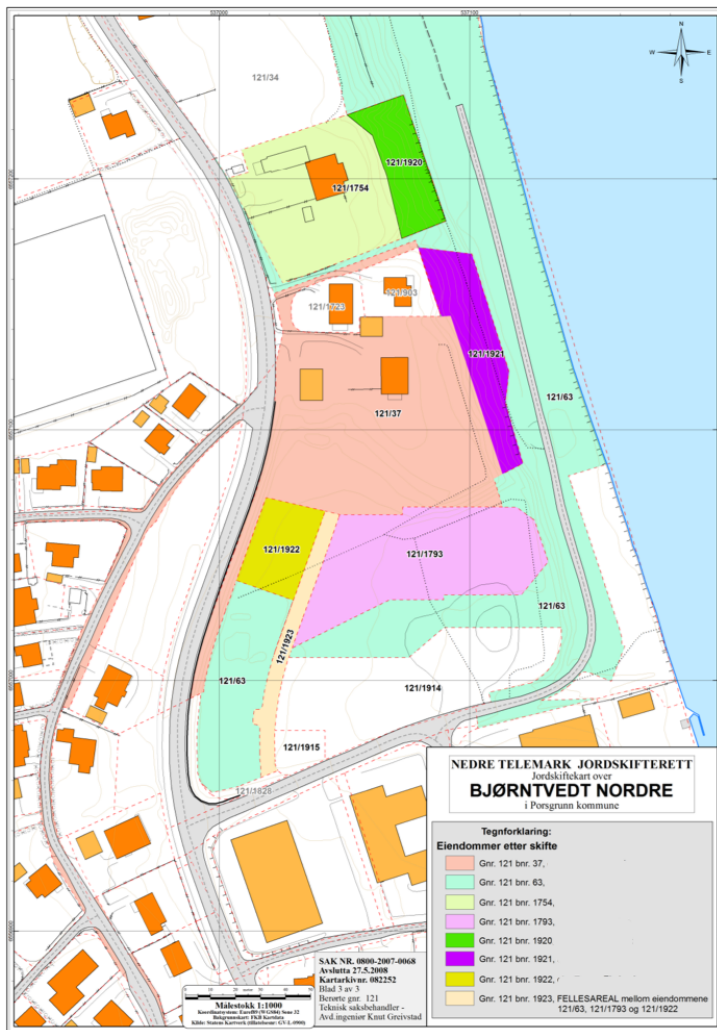 537000
537100
N
W E
S
121/34
121/1920
121/1754
121/1723
121/1921
121/63
121/37
121/1922
121/1793
121/1923
121/63
121/63
121/1914
121/1915
NEDRE TELEMARK JORDSKIFTERETT
Jordskiftekart over
BJØRNTVEDT NORDRE
i Porsgrunn kommune
Tegnforklaring:
Eiendommer etter skifte
Gnr. 121 bnr. 37,
Gnr. 121 bnr. 63,
Gnr. 121 bnr. 1754,
Gnr. 121 bnr. 1793,
Gnr. 121 bnr. 1920
Gnr. 121 bnr. 1921,
Gnr. 121 bnr. 1922,
Gnr. 121 bnr. 1923, FELLESAREAL mellom eiendommene
121/63, 121/1793 og 121/1922
SAK NR. 0800-2007-0068
Avslutta 27.5.2008
Kartarkivnr. 082252
Blad 3 av 3
Berørte gnr. 121
Teknisk saksbehandler -
Avd.ingeniør Knut Greivstad
Målestokk 1:1000